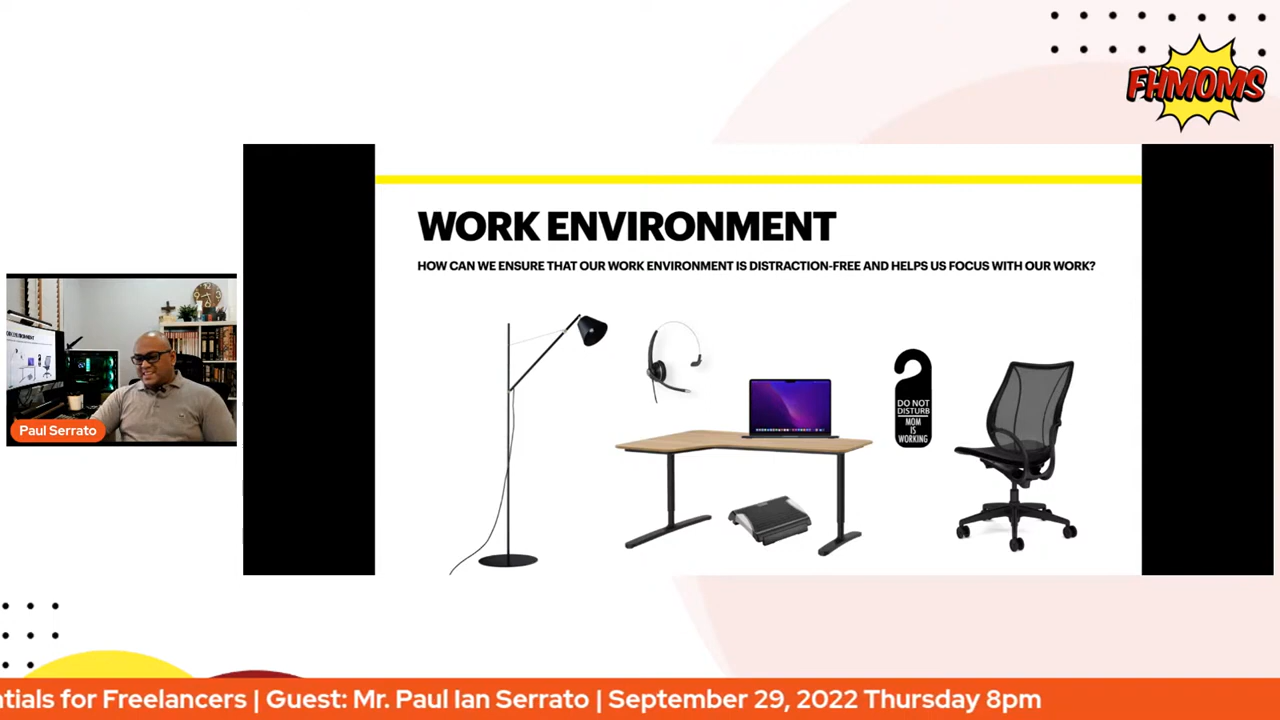 FHMOMS
WORK ENVIRONMENT
HOW CAN WE ENSURE THAT OUR WORK ENVIRONMENT IS DISTRACTION-FREE AND HELPS US FOCUS WITH OUR WORK?
DO NOT
DISTURB
MOM
IS
WORKING
Paul Serrato
ntials for Freelancers | Guest: Mr. Paul Ian Serrato | September 29, 2022 Thursday 8pm